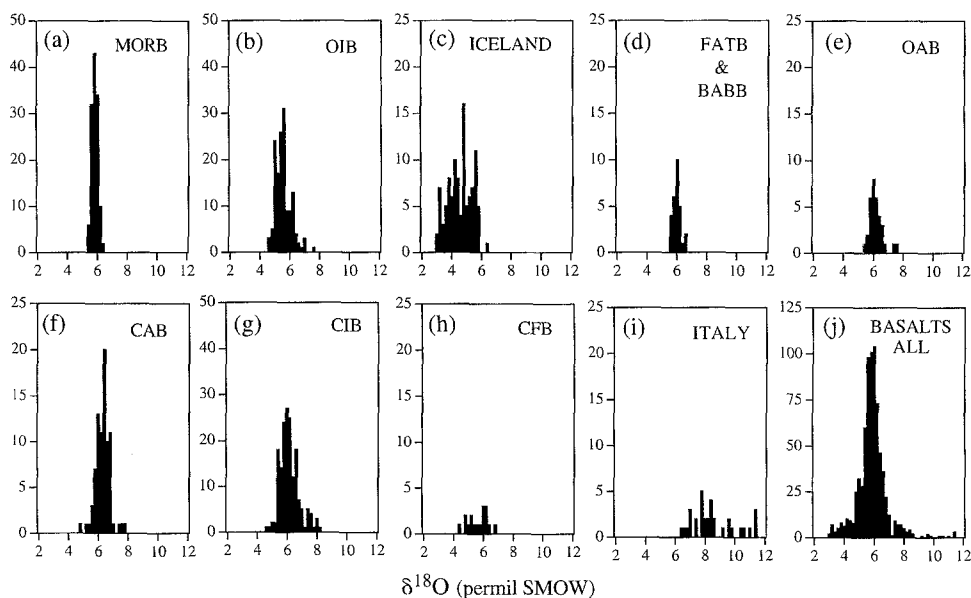 50 50 25 25 25
(a) MORB (b) OIB (c) ICELAND (d) FATB (e) OAB
&
BABB
40 40 20 20 20
30 30 15 15 15
20 20 10 10 10
10 10 5 5 5
0 0 0 0 0
2 4 6 8 10 12 2 4 6 8 10 12 2 4 6 8 10 12 2 4 6 8 10 12 2 4 6 8 10 12
25 50 25 25 125
(f) CAB (g) CIB (h) CFB (i) ITALY (j) BASALTS
ALL
20 40 20 20 100
15 30 15 15 75
10 20 10 10 50
5 10 5 5 25
0 0 0 0 0
2 4 6 8 10 12 2 4 6 8 10 12 2 4 6 8 10 12 2 4 6 8 10 12 2 4 6 8 10 12
δ¹⁸O (permil SMOW)